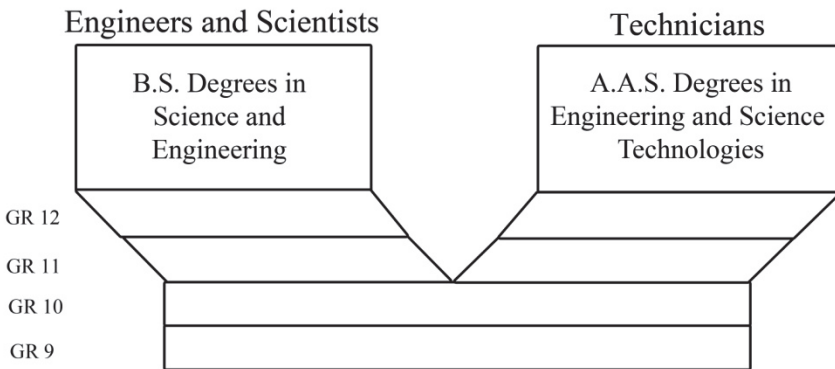 Engineers and Scientists
B.S. Degrees in
Science and
Engineering
Technicians
A.A.S. Degrees in
Engineering and Science
Technologies
GR 12
GR 11
GR 10
GR 9